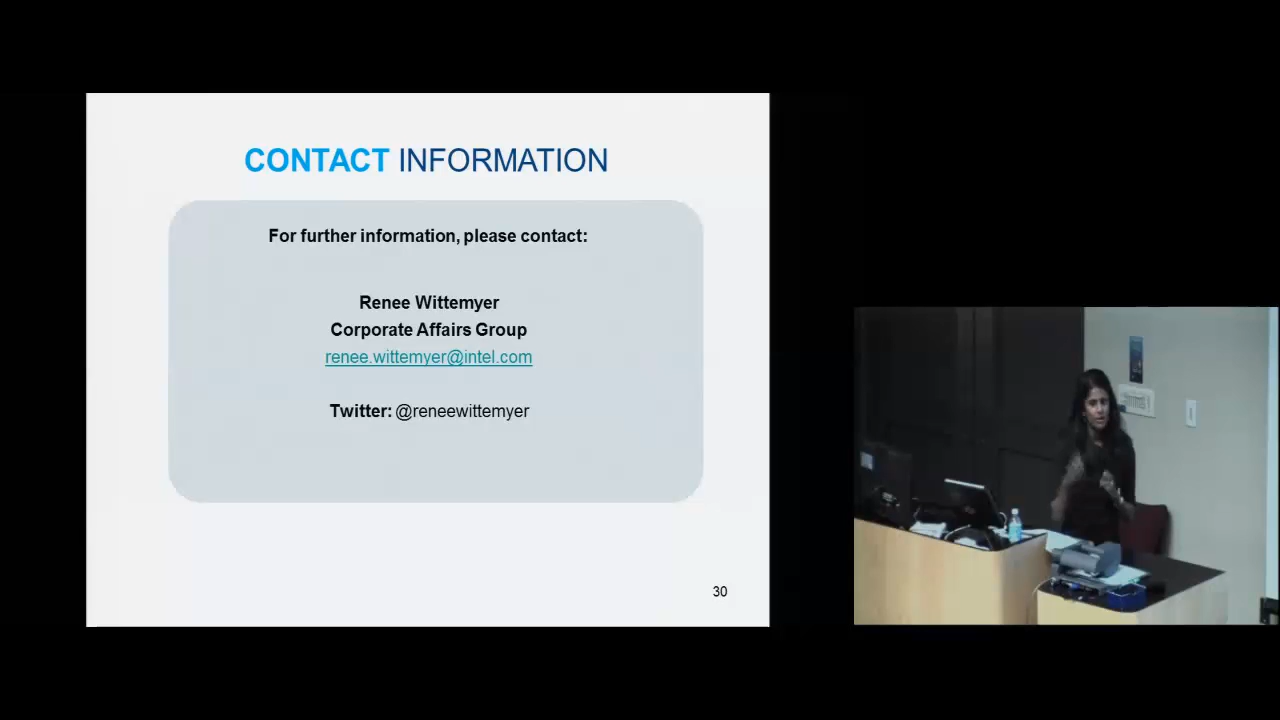 CONTACT INFORMATION
For further information, please contact:
Renee Wittemyer
Corporate Affairs Group
renee.wittemyer@intel.com
Twitter: @reneewittemyer
30